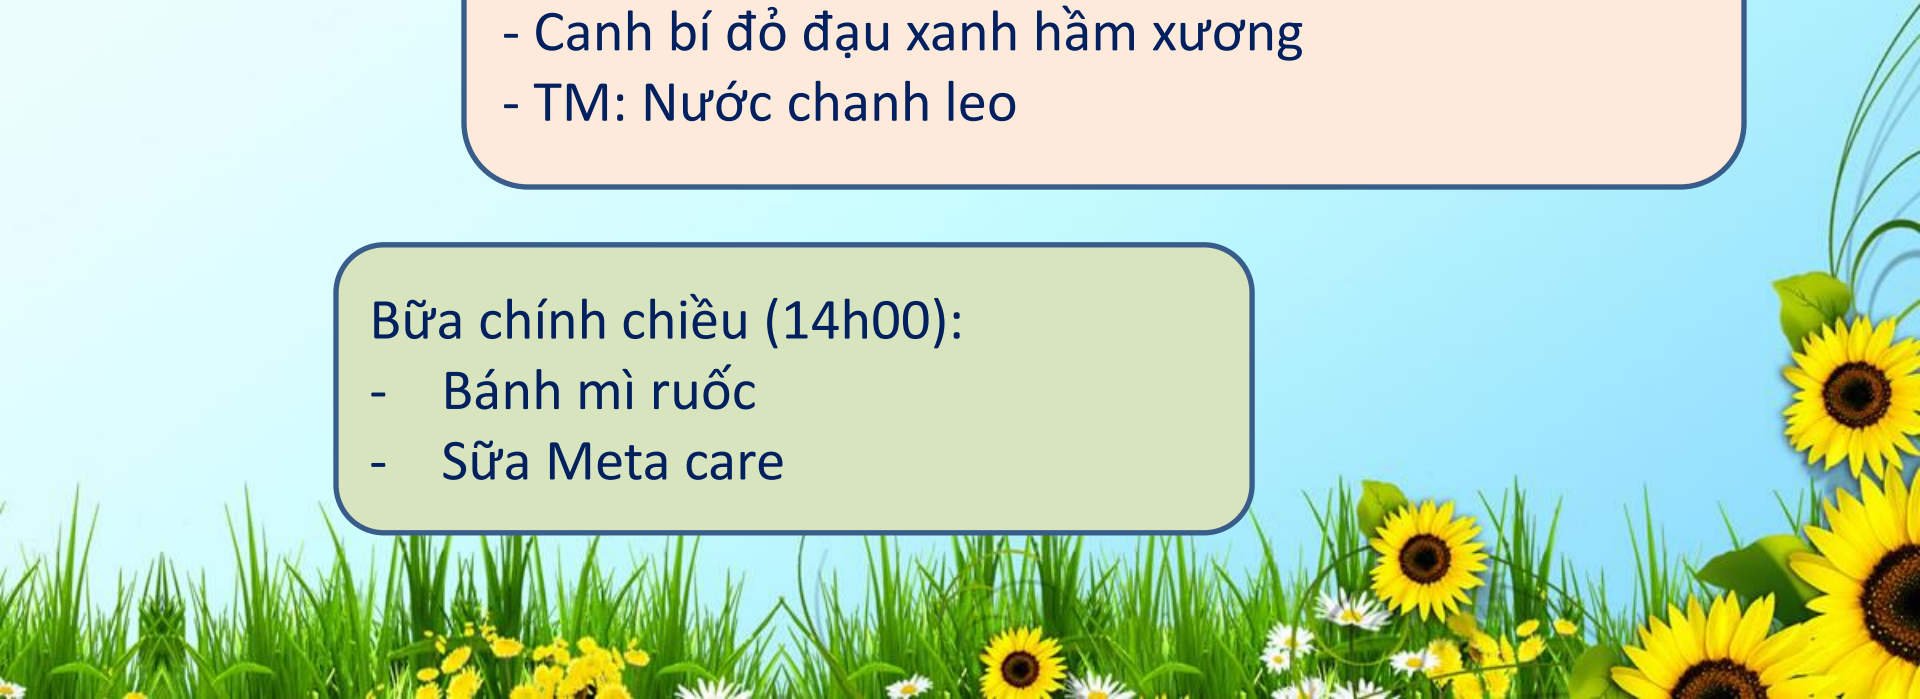 - Canh bí đỏ đậu xanh hầm xương
- TM: Nước chanh leo
Bữa chính chiều (14h00):
- Bánh mì ruốc
- Sữa Meta care